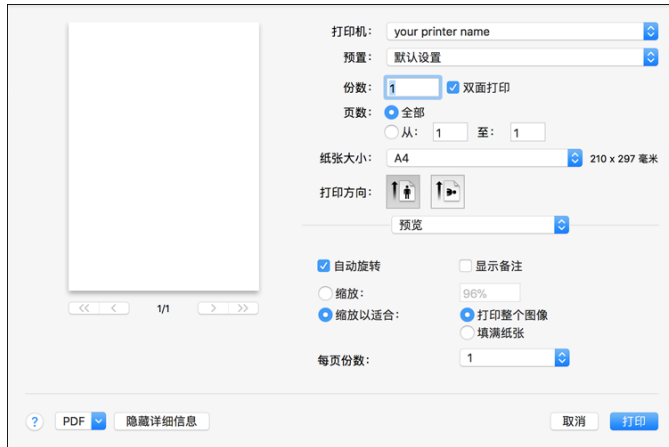 打印机： your printer name
预置： 默认设置
份数： 1 双面打印
页数： 全部
从： 1 至： 1
纸张大小： A4 210 x 297 毫米
打印方向：
预览
自动旋转 显示备注
缩放： 96%
缩放以适合： 打印整个图像
填满纸张
每页份数： 1
<< < 1/1 > >>
? PDF 隐藏详细信息 取消 打印